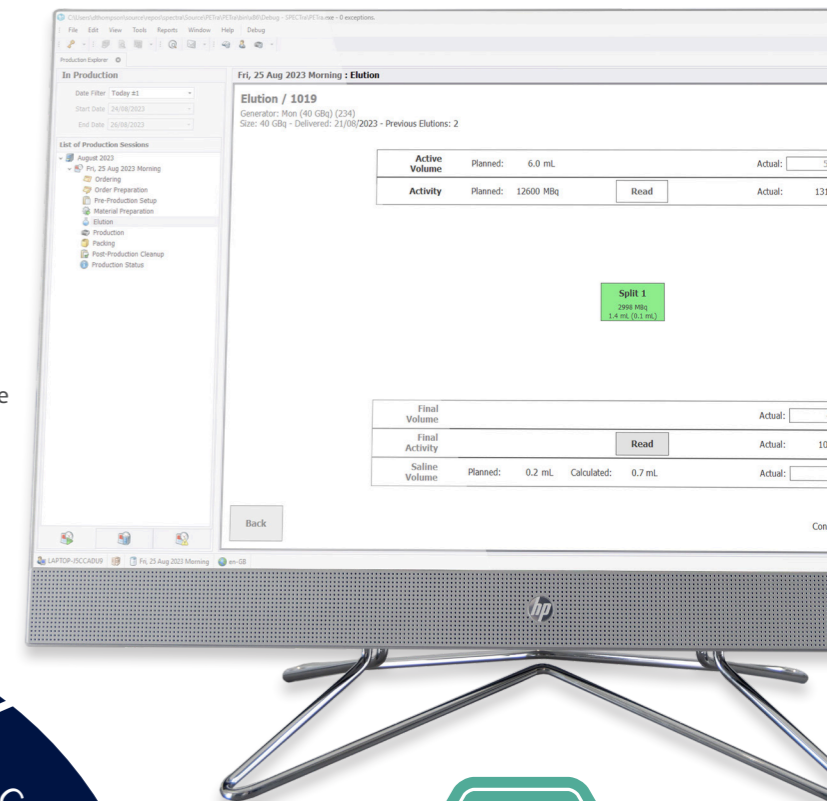 C:\Users\althompson\source\repos\spectra\Source\PETra\PETra\bin\x86\Debug - SPECTra\PETra.exe - 0 exceptions.
File Edit View Tools Reports Window Help Debug
Production Explorer
In Production
Date Filter Today ±1
Start Date 24/08/2023
End Date 26/08/2023
List of Production Sessions
August 2023
Fri, 25 Aug 2023 Morning
Ordering
Order Preparation
Pre-Production Setup
Material Preparation
Elution
Production
Packing
Post-Production Cleanup
Production Status
Fri, 25 Aug 2023 Morning : Elution
Elution / 1019
Generator: Mon (40 GBq) (234)
Size: 40 GBq - Delivered: 21/08/2023 - Previous Elutions: 2
Active Volume Planned: 6.0 mL Actual: 5
Activity Planned: 12600 MBq Read Actual: 131
Split 1
2998 MBq
1.4 mL (0.1 mL)
Final Volume Actual:
Final Activity Read Actual: 10
Saline Volume Planned: 0.2 mL Calculated: 0.7 mL Actual:
Back
Con
LAPTOP-J5CCADU9 Fri, 25 Aug 2023 Morning en-GB
hp
e
C